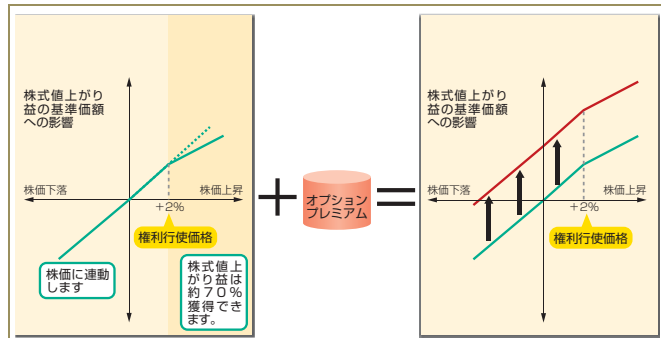 株式値上がり
益の基準価額
への影響
株価下落
株価上昇
+2%
権利行使価格
株価に連動
します
株式値上
がり益は
約70%
獲得でき
ます。
+
オプション
プレミアム
=
株式値上がり
益の基準価額
への影響
株価下落
株価上昇
+2%
権利行使価格